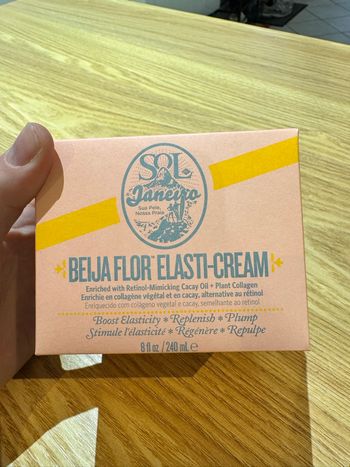 SOL
de
Janeiro
Sua Pele,
Nossa Praia
BEIJA FLOR™ ELASTI-CREAM
Enriched with Retinol-Mimicking Cacay Oil + Plant Collagen
Enrichie en collagène végétal et en cacay, alternative au rétinol
Enriquecido com colágeno vegetal e cacay, semelhante ao retinol
Boost Elasticity * Replenish * Plump
Stimule l'élasticité * Régénère * Repulpe
8 fl oz / 240 mL ℮